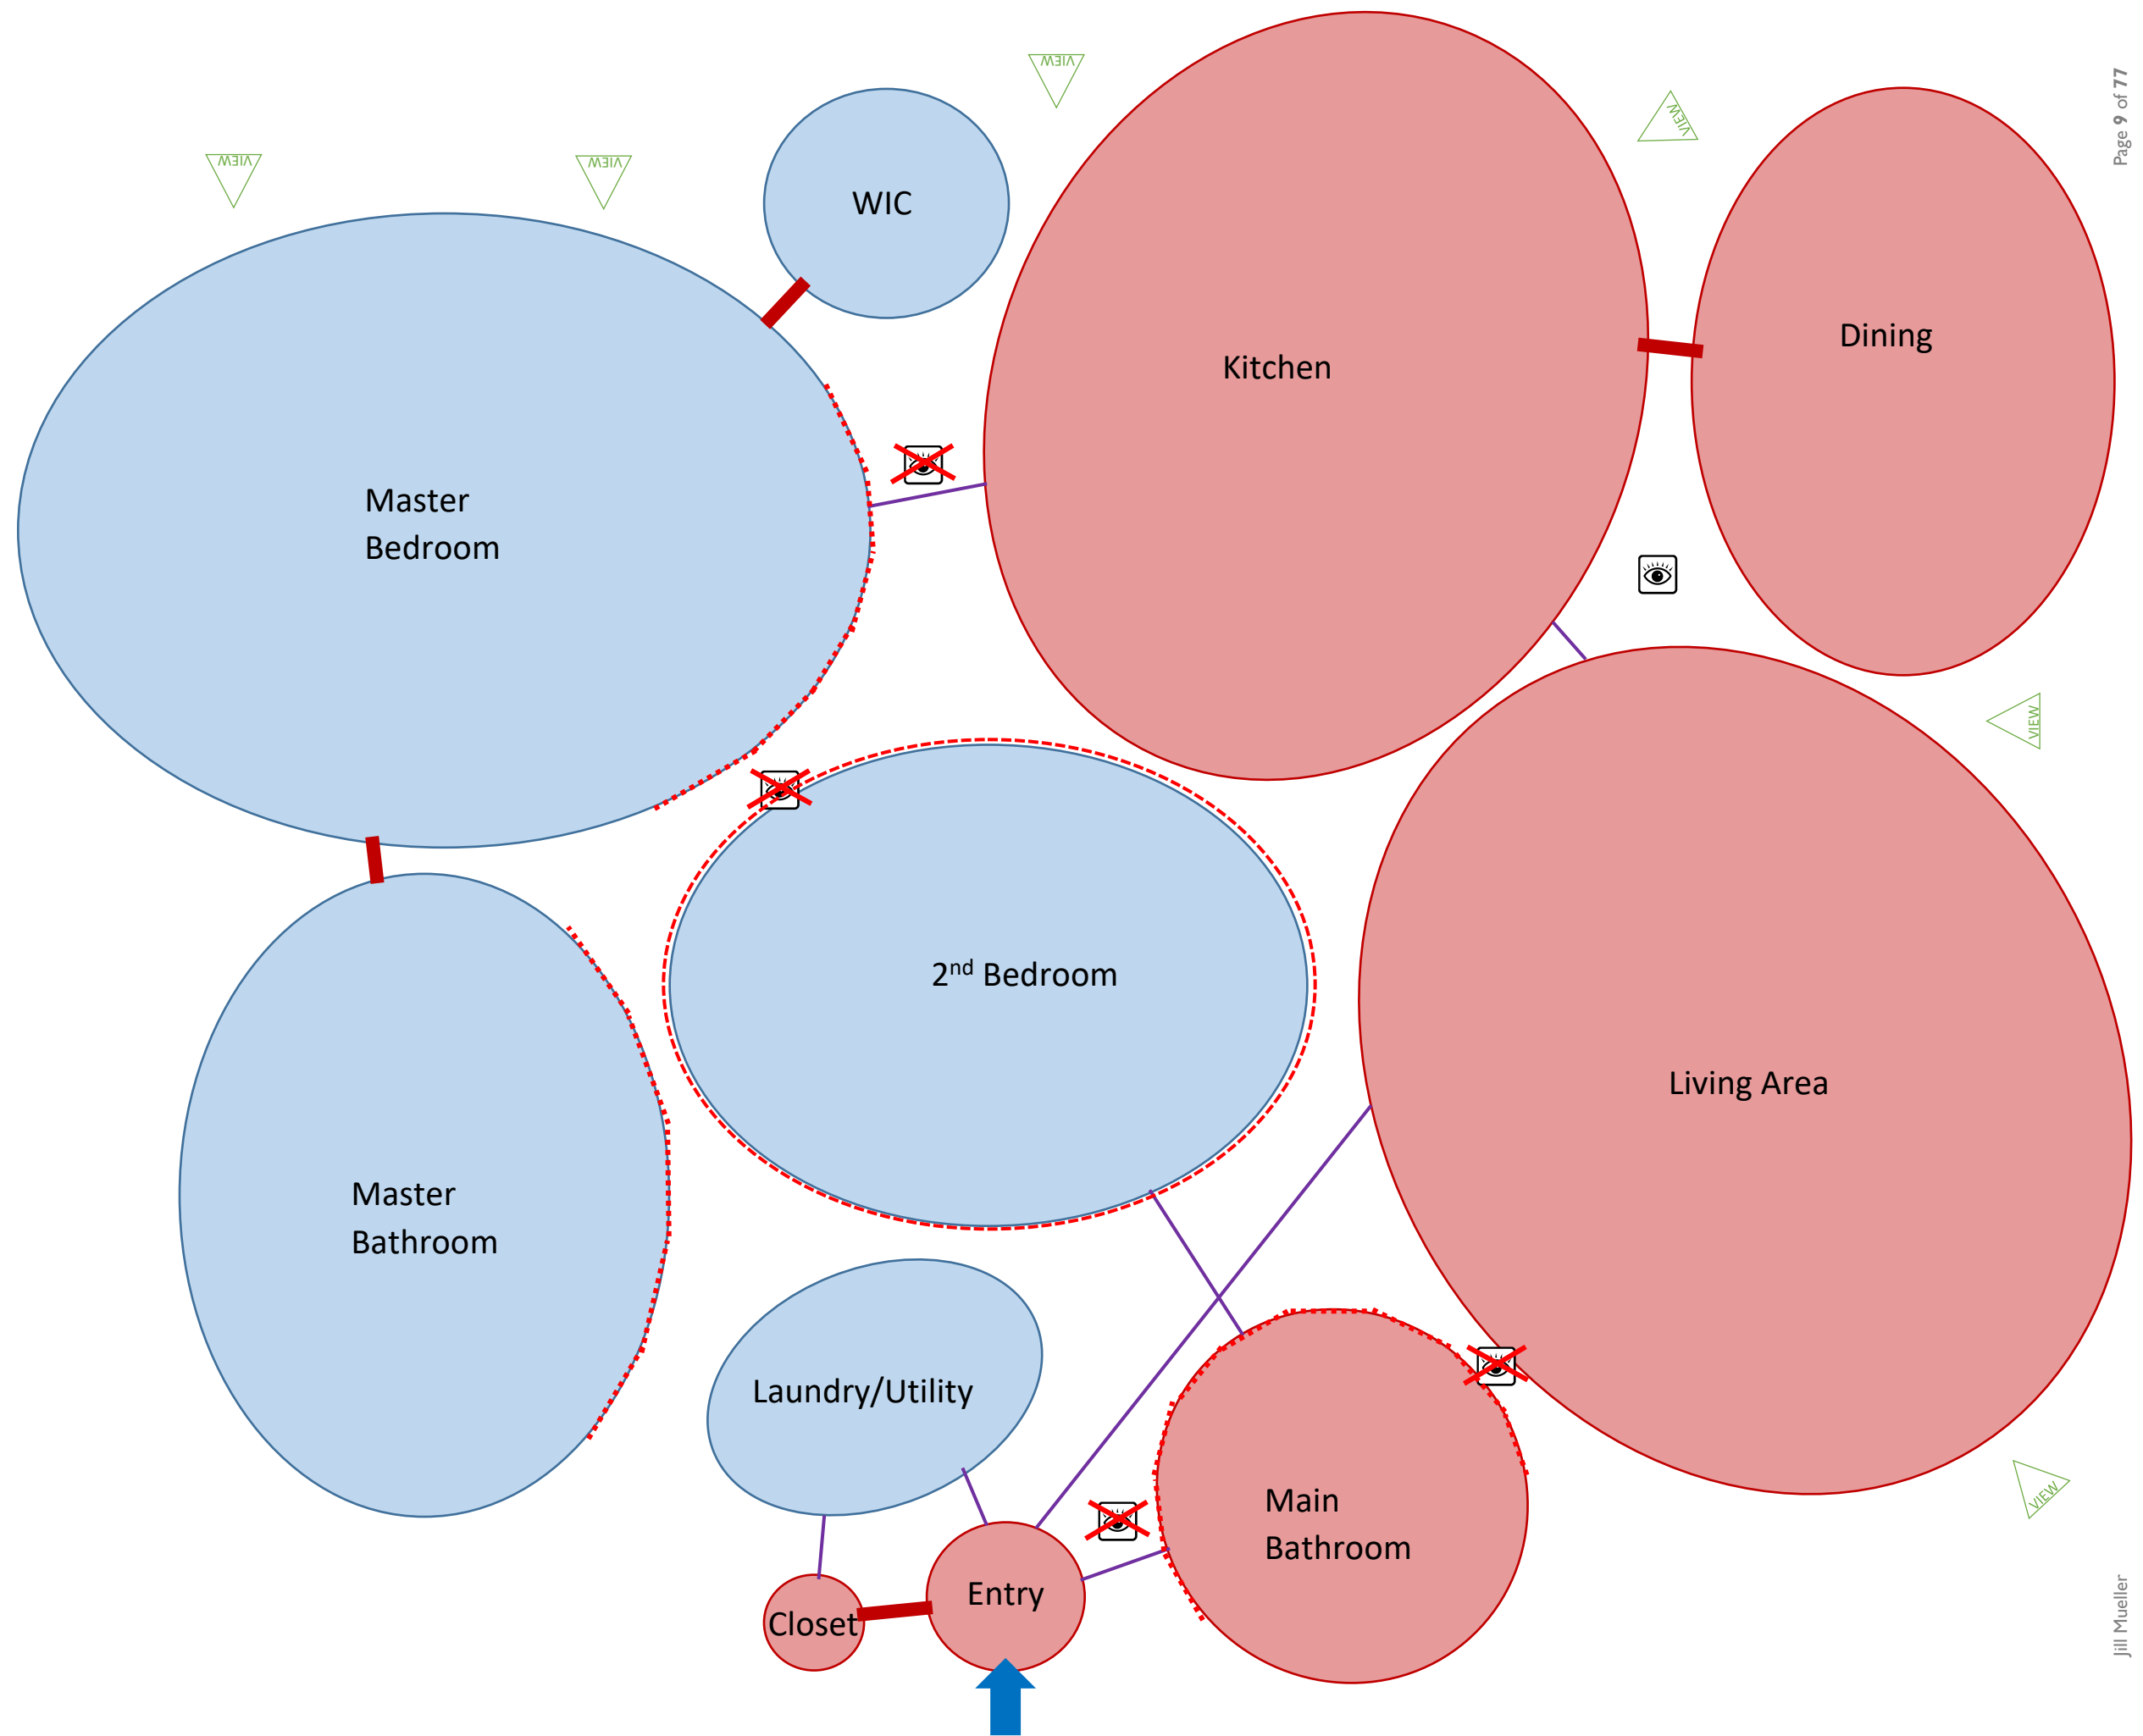 VIEW
VIEW
VIEW
VIEW
WIC
Kitchen
Dining
Master
Bedroom
VIEW
2nd Bedroom
Living Area
Master
Bathroom
Laundry/Utility
VIEW
Main
Bathroom
Entry
Closet
Page 9 of 77
Jill Mueller